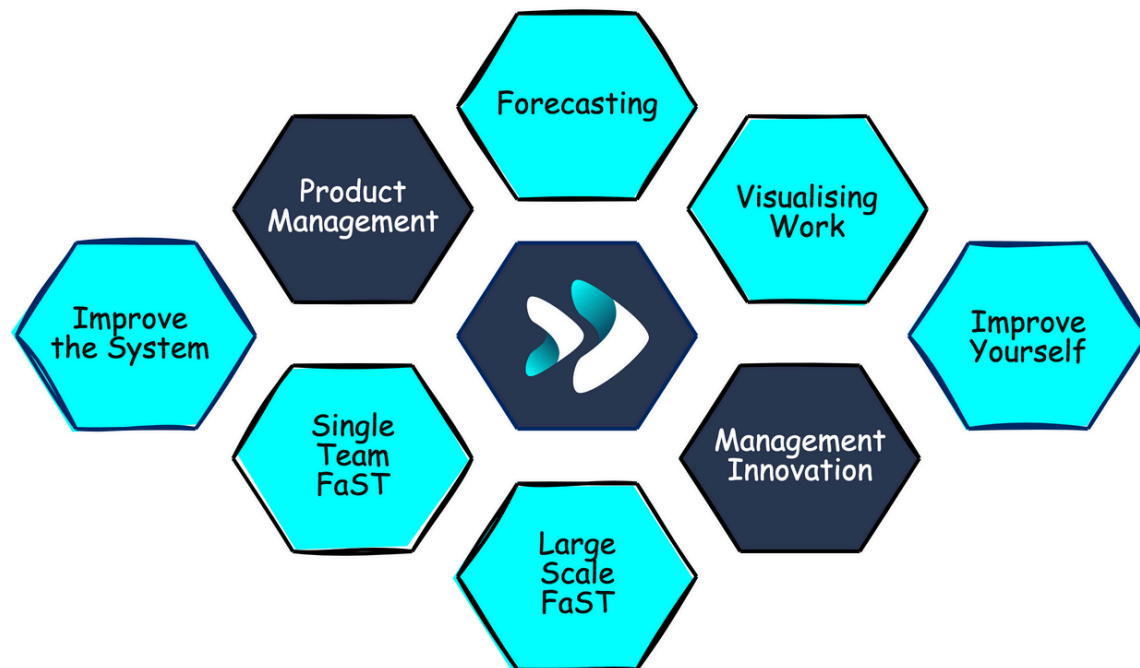 Forecasting
Product
Management
Visualising
Work
Improve
the System
Improve
Yourself
Single
Team
FaST
Management
Innovation
Large
Scale
FaST